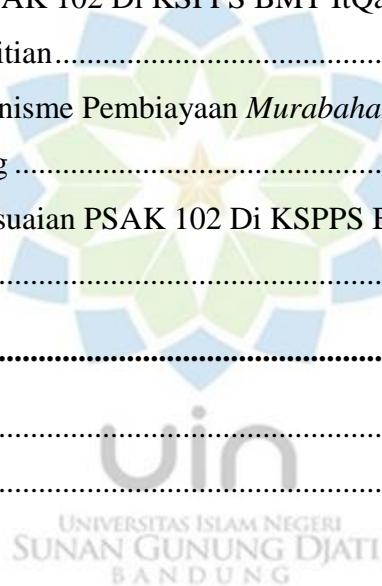 AK 102 Di KSPPS BMT ItQa
itian.......................................................
nisme Pembiayaan Murabaha
g ..............................................................
suaian PSAK 102 Di KSPPS
................................................................
................................................................
................................................................
................................................................
uin
UNIVERSITAS ISLAM NEGERI
SUNAN GUNUNG DJATI
BANDUNG